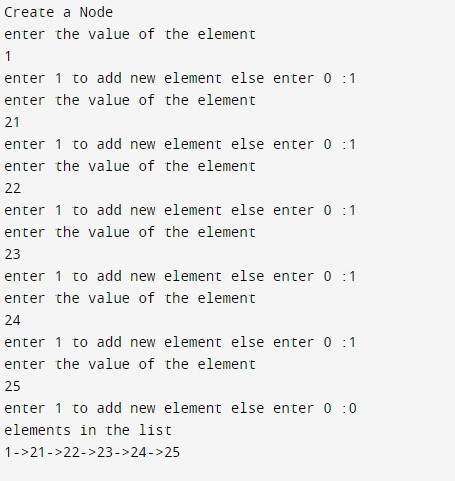 Create a Node
enter the value of the element
1
enter 1 to add new element else enter 0 :1
enter the value of the element
21
enter 1 to add new element else enter 0 :1
enter the value of the element
22
enter 1 to add new element else enter 0 :1
enter the value of the element
23
enter 1 to add new element else enter 0 :1
enter the value of the element
24
enter 1 to add new element else enter 0 :1
enter the value of the element
25
enter 1 to add new element else enter 0 :0
elements in the list
1->21->22->23->24->25